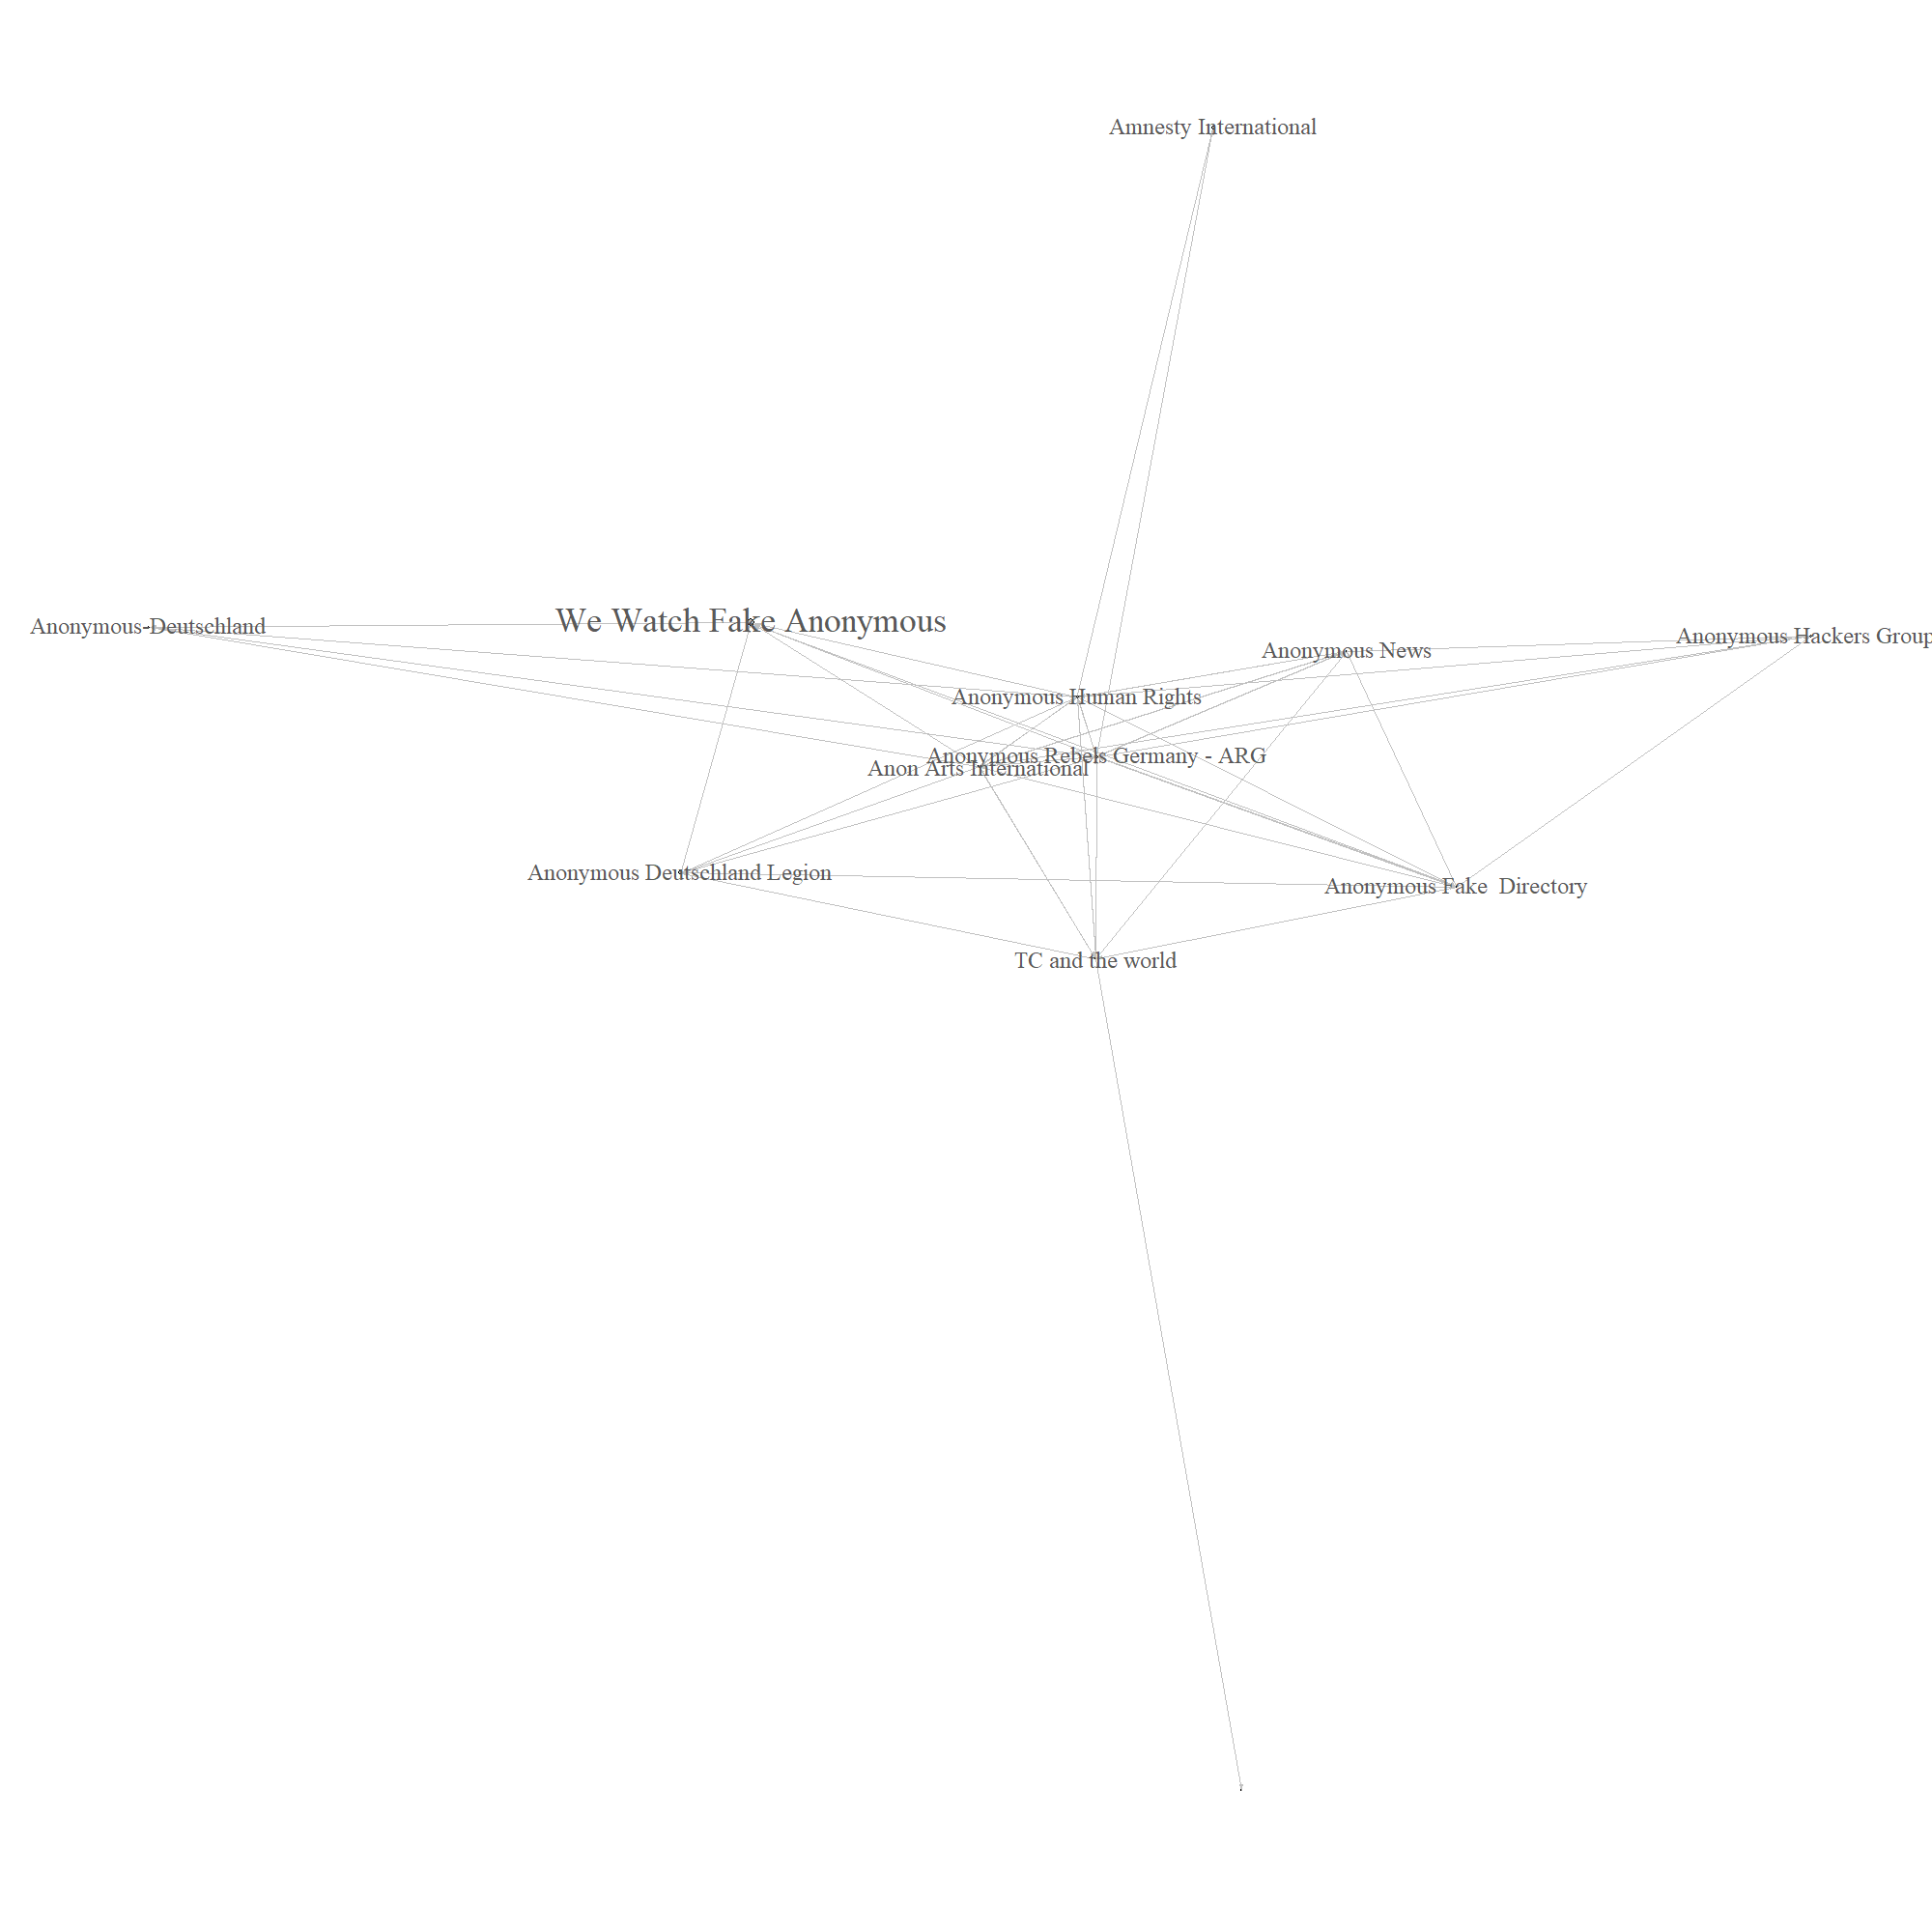 Amnesty International
We Watch Fake Anonymous
Anonymous-Deutschland
Anonymous Hackers Group
Anonymous News
Anonymous Human Rights
Anonymous Rebels Germany - ARG
Anon Arts International
Anonymous Deutschland Legion
Anonymous Fake  Directory
TC and the world